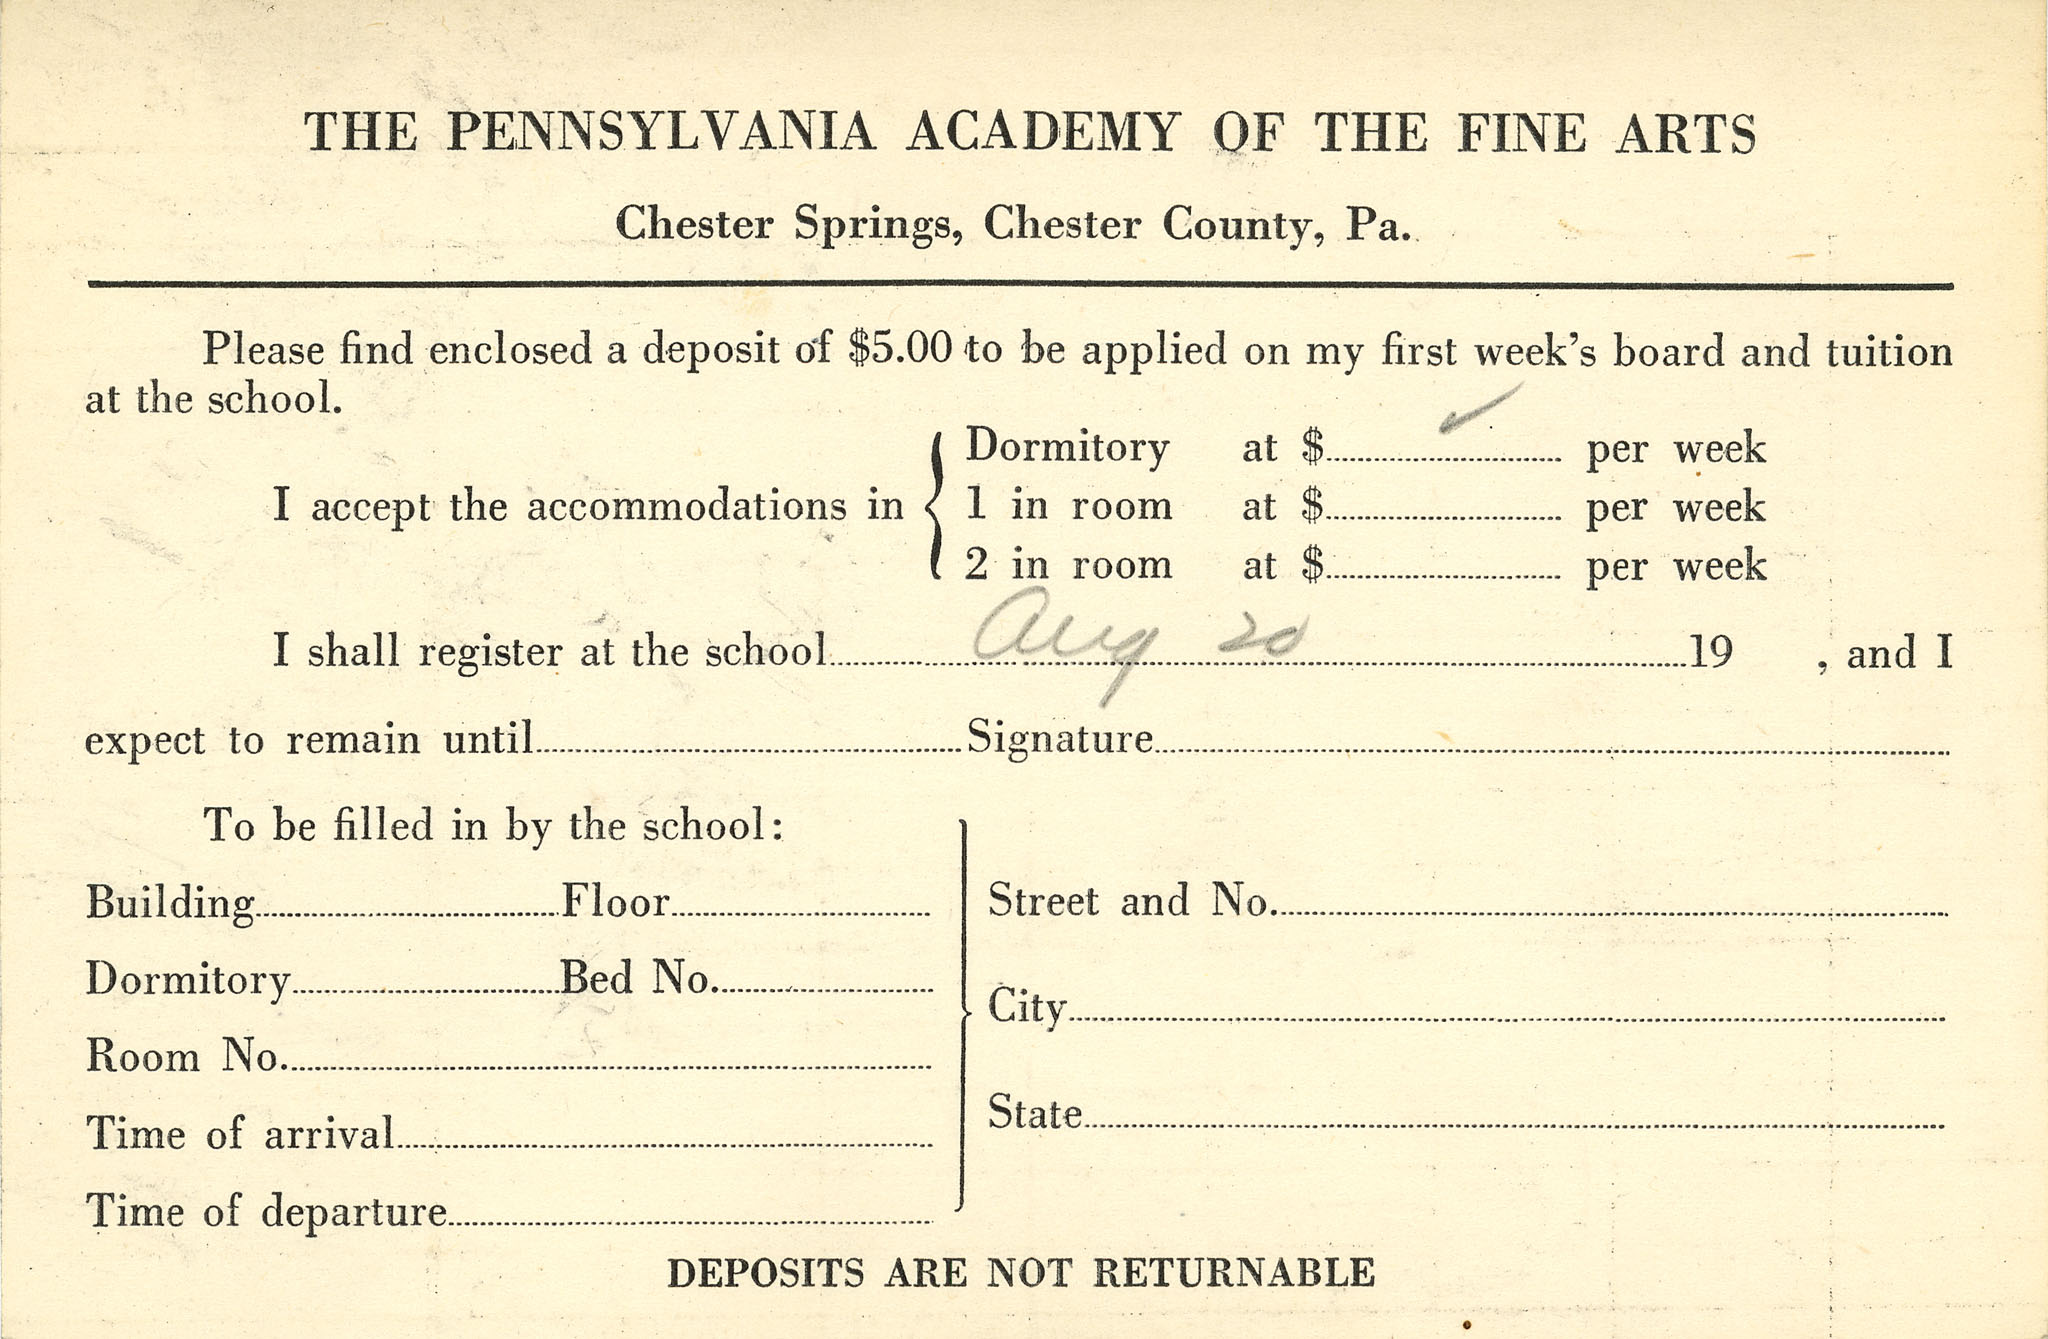 THE PENNSYLVANIA ACADEMY OF THE FINE ARTS
Chester Springs, Chester County, Pa.
Please find enclosed a deposit of $5.00 to be applied on my first week's board and tuition
at the school.
I accept the accommodations in
Dormitory at $ ✓ per week
1 in room at $ per week
2 in room at $ per week
I shall register at the school Aug 20 19 , and I
expect to remain until Signature
To be filled in by the school:
Building Floor
Dormitory Bed No.
Room No.
Time of arrival
Time of departure
Street and No.
City
State
DEPOSITS ARE NOT RETURNABLE